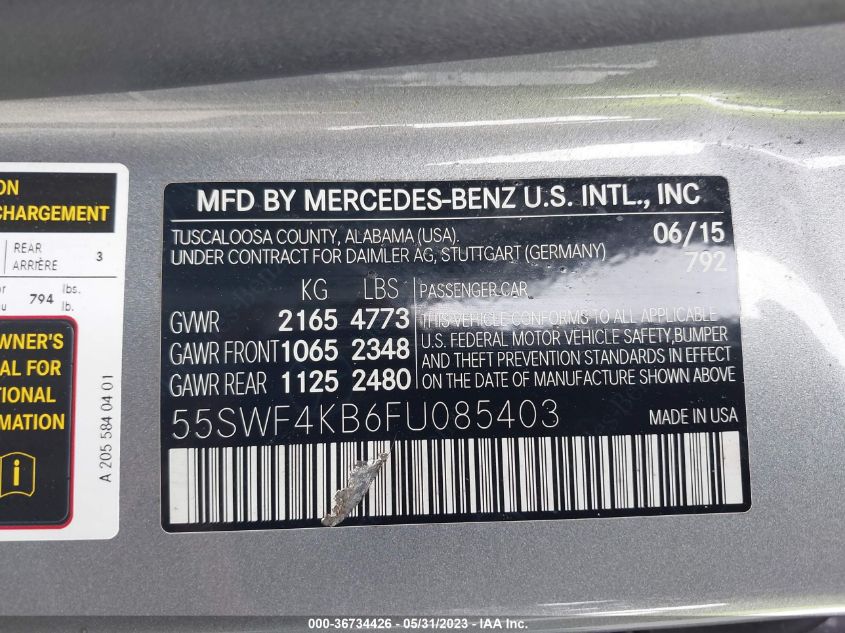 ON
CHARGEMENT
REAR
ARRIÈRE 3
or 794 lbs.
u lb.
OWNER'S
AL FOR
TIONAL
MATION
A 205 584 04 01
MFD BY MERCEDES-BENZ U.S. INTL., INC
TUSCALOOSA COUNTY, ALABAMA (USA). 06/15
UNDER CONTRACT FOR DAIMLER AG, STUTTGART (GERMANY) 792
KG LBS PASSENGER CAR
GVWR 2165 4773 THIS VEHICLE CONFORMS TO ALL APPLICABLE
U.S. FEDERAL MOTOR VEHICLE SAFETY,BUMPER
GAWR FRONT 1065 2348 AND THEFT PREVENTION STANDARDS IN EFFECT
GAWR REAR 1125 2480 ON THE DATE OF MANUFACTURE SHOWN ABOVE
55SWF4KB6FU085403 MADE IN USA
000-36734426 - 05/31/2023 - IAA Inc.